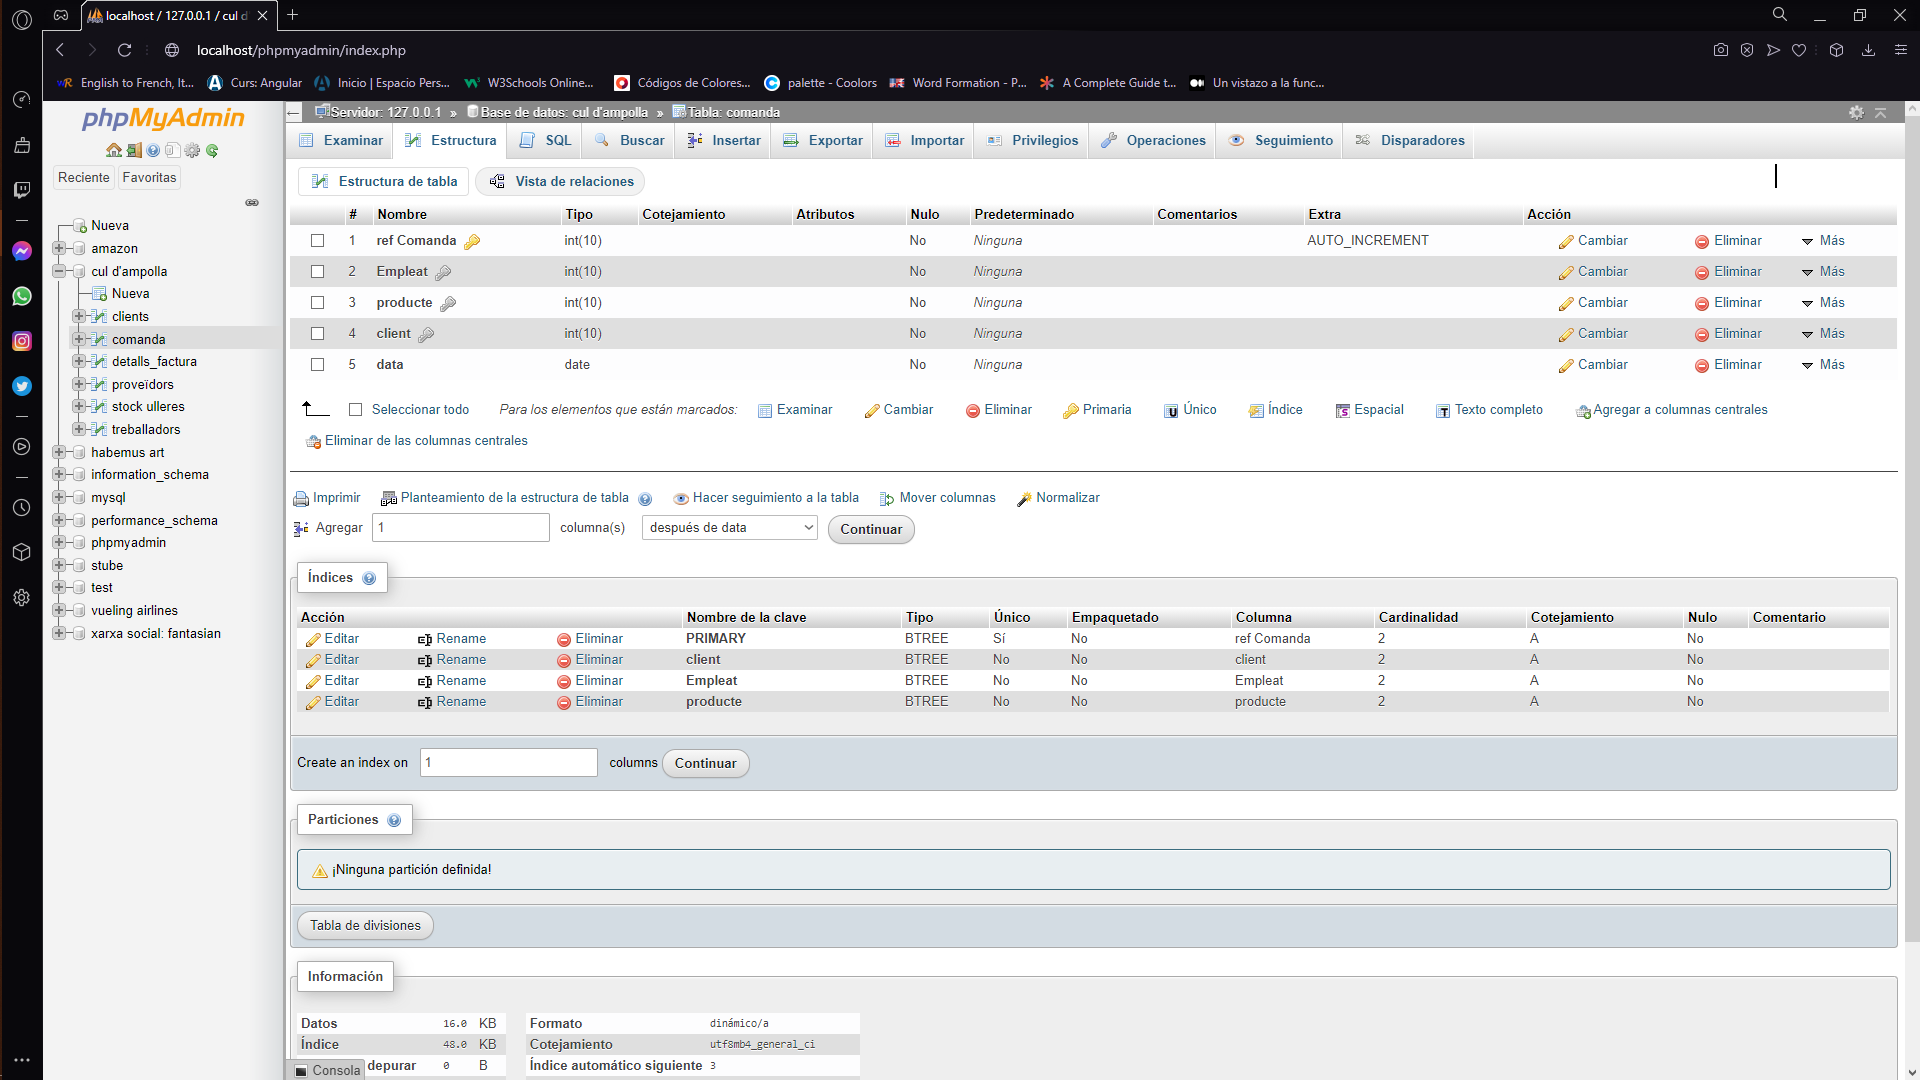 localhost / 127.0.0.1 / cul d
localhost/phpmyadmin/index.php
English to French, It...
Curs: Angular
Inicio | Espacio Pers...
W3Schools Online...
Códigos de Colores...
palette - Coolors
Word Formation - P...
A Complete Guide t...
Un vistazo a la func...
phpMyAdmin
Reciente
Favoritas
Nueva
amazon
cul d'ampolla
Nueva
clients
comanda
detalls_factura
proveïdors
stock ulleres
treballadors
habemus art
information_schema
mysql
performance_schema
phpmyadmin
stube
test
vueling airlines
xarxa social: fantasian
Servidor: 127.0.0.1 » Base de datos: cul d'ampolla » Tabla: comanda
Examinar Estructura SQL Buscar Insertar Exportar Importar Privilegios Operaciones Seguimiento Disparadores
Estructura de tabla Vista de relaciones
# Nombre Tipo Cotejamiento Atributos Nulo Predeterminado Comentarios Extra Acción
1 ref Comanda int(10) No Ninguna AUTO_INCREMENT Cambiar Eliminar Más
2 Empleat int(10) No Ninguna Cambiar Eliminar Más
3 producte int(10) No Ninguna Cambiar Eliminar Más
4 client int(10) No Ninguna Cambiar Eliminar Más
5 data date No Ninguna Cambiar Eliminar Más
Seleccionar todo Para los elementos que están marcados: Examinar Cambiar Eliminar Primaria Único Índice Espacial Texto completo Agregar a columnas centrales
Eliminar de las columnas centrales
Imprimir Planteamiento de la estructura de tabla Hacer seguimiento a la tabla Mover columnas Normalizar
Agregar 1 columna(s) después de data Continuar
Índices
Acción Nombre de la clave Tipo Único Empaquetado Columna Cardinalidad Cotejamiento Nulo Comentario
Editar Rename Eliminar PRIMARY BTREE Sí No ref Comanda 2 A No
Editar Rename Eliminar client BTREE No No client 2 A No
Editar Rename Eliminar Empleat BTREE No No Empleat 2 A No
Editar Rename Eliminar producte BTREE No No producte 2 A No
Create an index on 1 columns Continuar
Particiones
¡Ninguna partición definida!
Tabla de divisiones
Información
Datos 16.0 KB
Índice 48.0 KB
depurar 0 B
Formato dinámico/a
Cotejamiento utf8mb4_general_ci
Índice automático siguiente 3
Consola